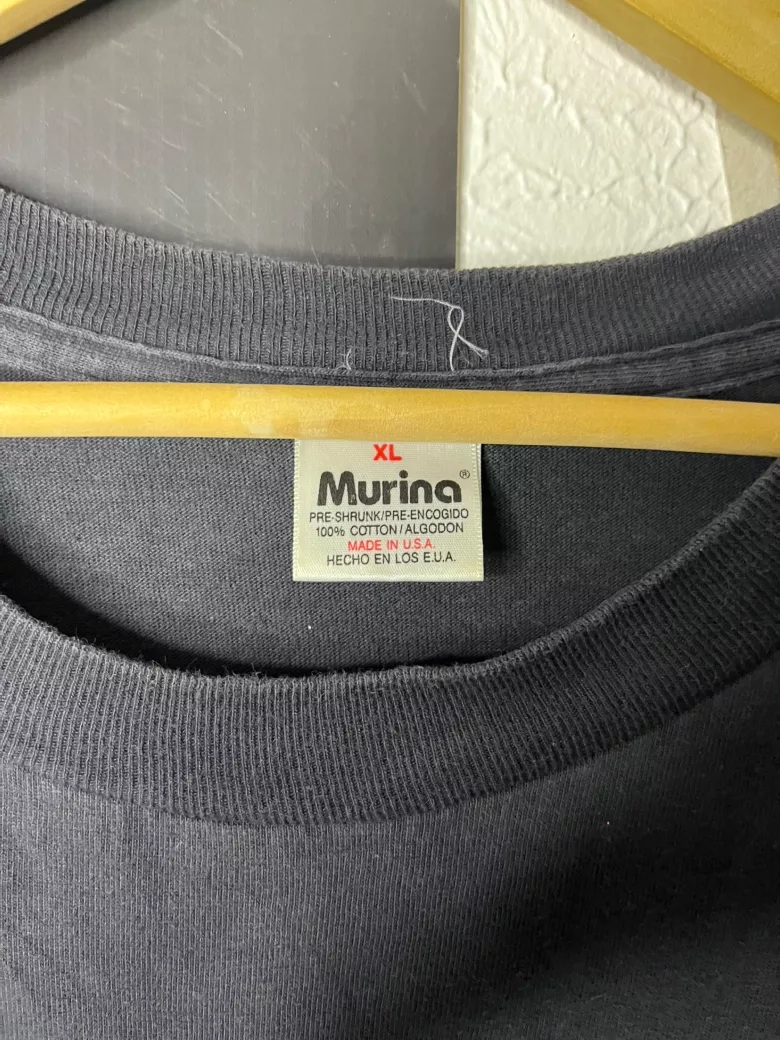 XL
Murina®
PRE-SHRUNK/PRE-ENCOGIDO
100% COTTON/ALGODON
MADE IN U.S.A.
HECHO EN LOS E.U.A.